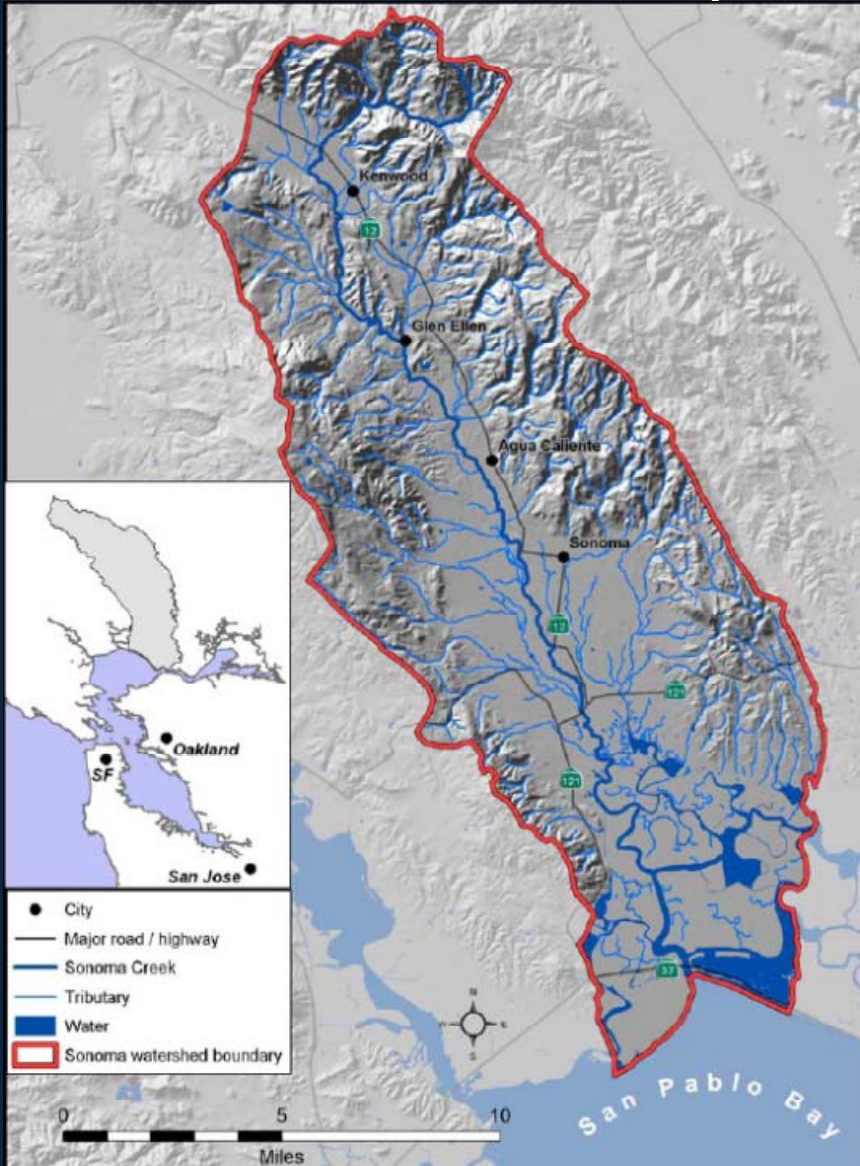 Kenwood
12
Glen Ellen
Agua Caliente
Sonoma
12
121
121
37
Oakland
SF
San Jose
City
Major road / highway
Sonoma Creek
Tributary
Water
Sonoma watershed boundary
N
W
E
S
San Pablo Bay
0 5 10
Miles